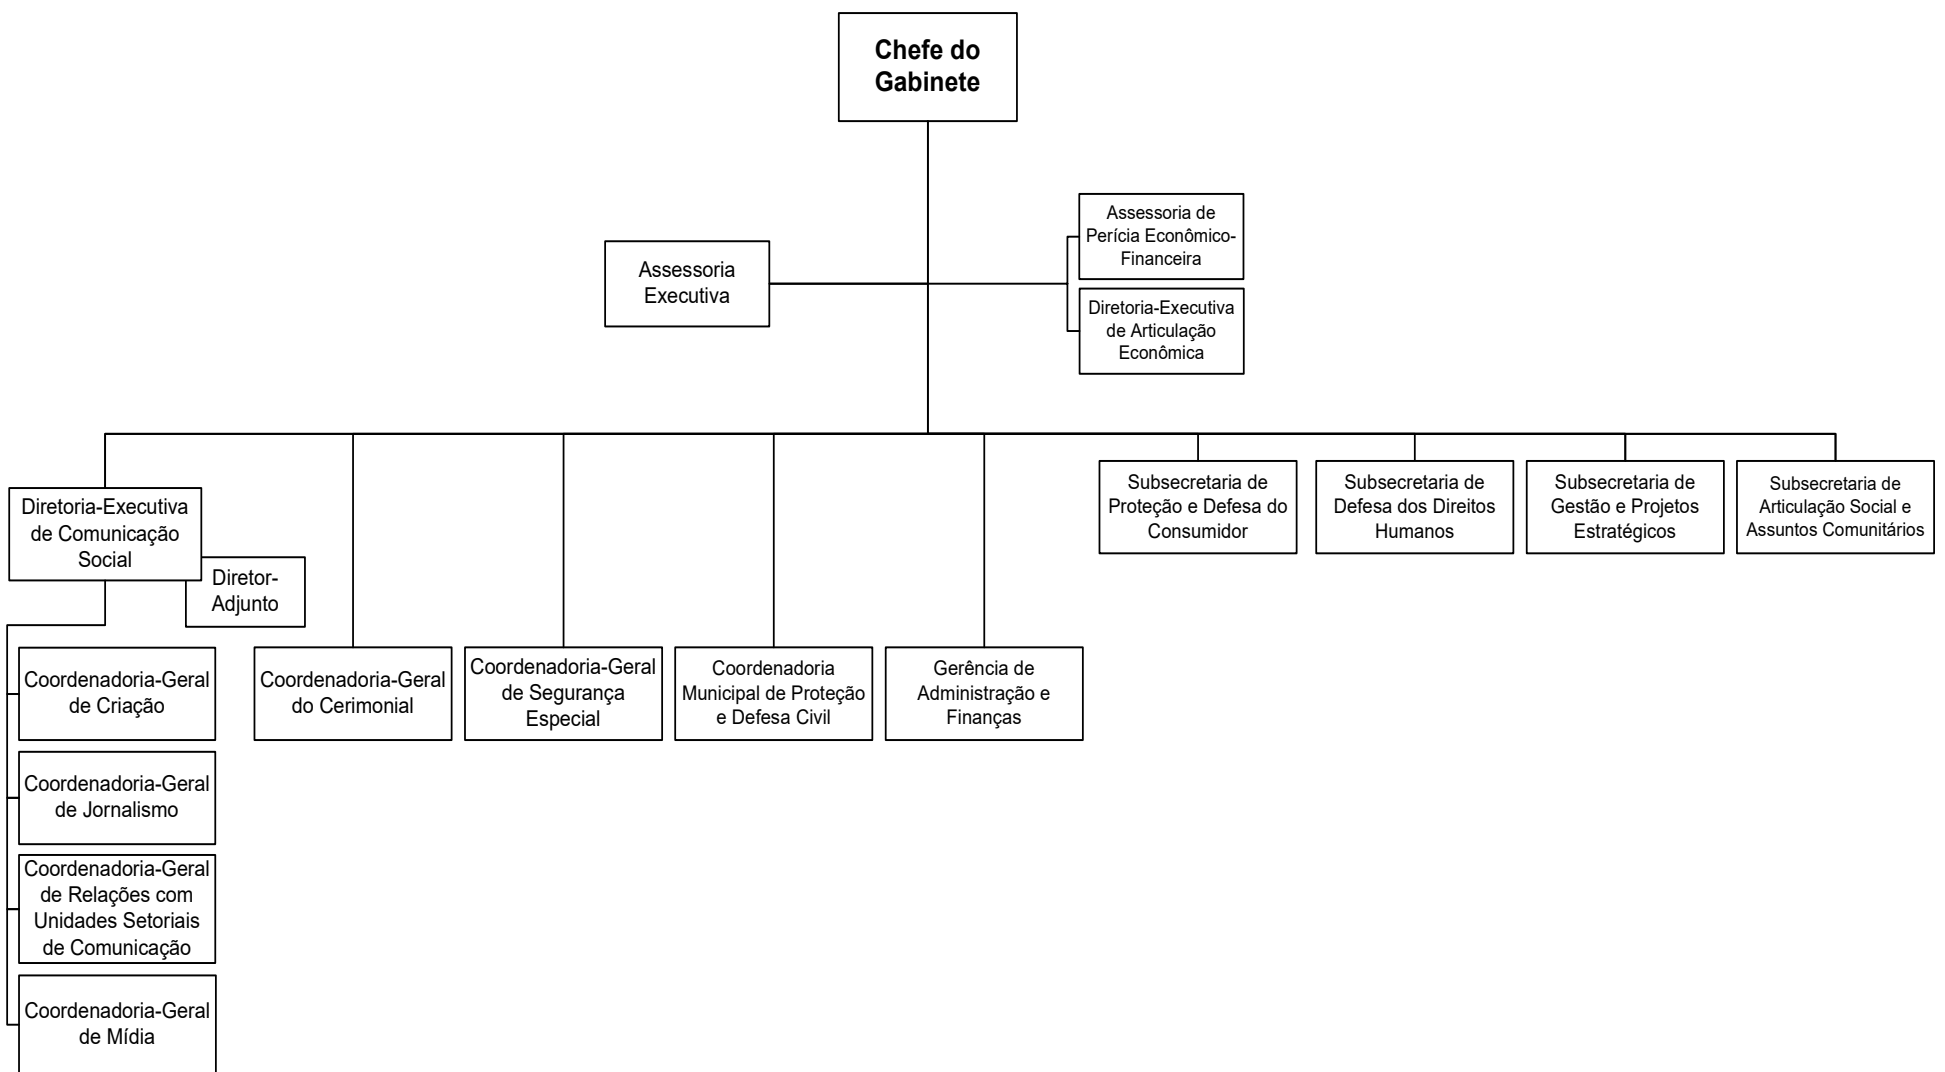 Chefe do
Gabinete
Assessoria
Executiva
Assessoria de
Perícia Econômico-
Financeira
Diretoria-Executiva
de Articulação
Econômica
Diretoria-Executiva
de Comunicação
Social
Diretor-
Adjunto
Subsecretaria de
Proteção e Defesa do
Consumidor
Subsecretaria de
Defesa dos Direitos
Humanos
Subsecretaria de
Gestão e Projetos
Estratégicos
Subsecretaria de
Articulação Social e
Assuntos Comunitários
Coordenadoria-Geral
de Criação
Coordenadoria-Geral
do Cerimonial
Coordenadoria-Geral
de Segurança
Especial
Coordenadoria
Municipal de Proteção
e Defesa Civil
Gerência de
Administração e
Finanças
Coordenadoria-Geral
de Jornalismo
Coordenadoria-Geral
de Relações com
Unidades Setoriais
de Comunicação
Coordenadoria-Geral
de Mídia